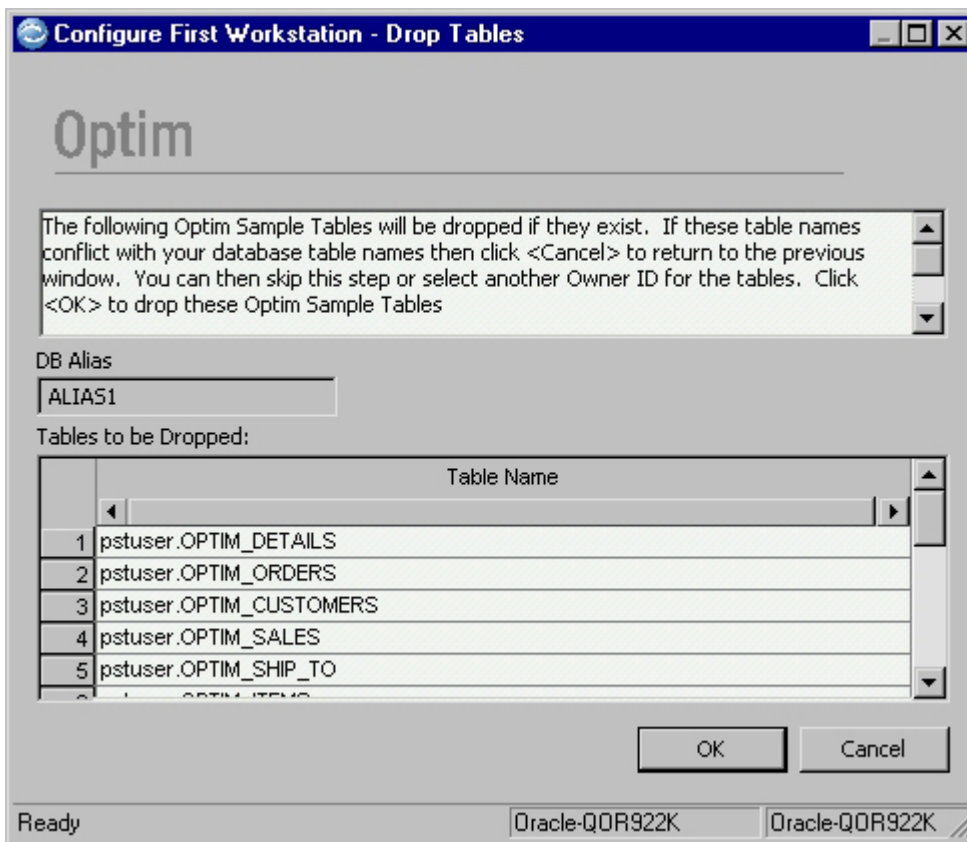 Configure First Workstation - Drop Tables
Optim
The following Optim Sample Tables will be dropped if they exist.  If these table names
conflict with your database table names then click <Cancel> to return to the previous
window.  You can then skip this step or select another Owner ID for the tables.  Click
<OK> to drop these Optim Sample Tables
DB Alias
ALIAS1
Tables to be Dropped:
Table Name
1 pstuser.OPTIM_DETAILS
2 pstuser.OPTIM_ORDERS
3 pstuser.OPTIM_CUSTOMERS
4 pstuser.OPTIM_SALES
5 pstuser.OPTIM_SHIP_TO
OK Cancel
Ready Oracle-QOR922K Oracle-QOR922K